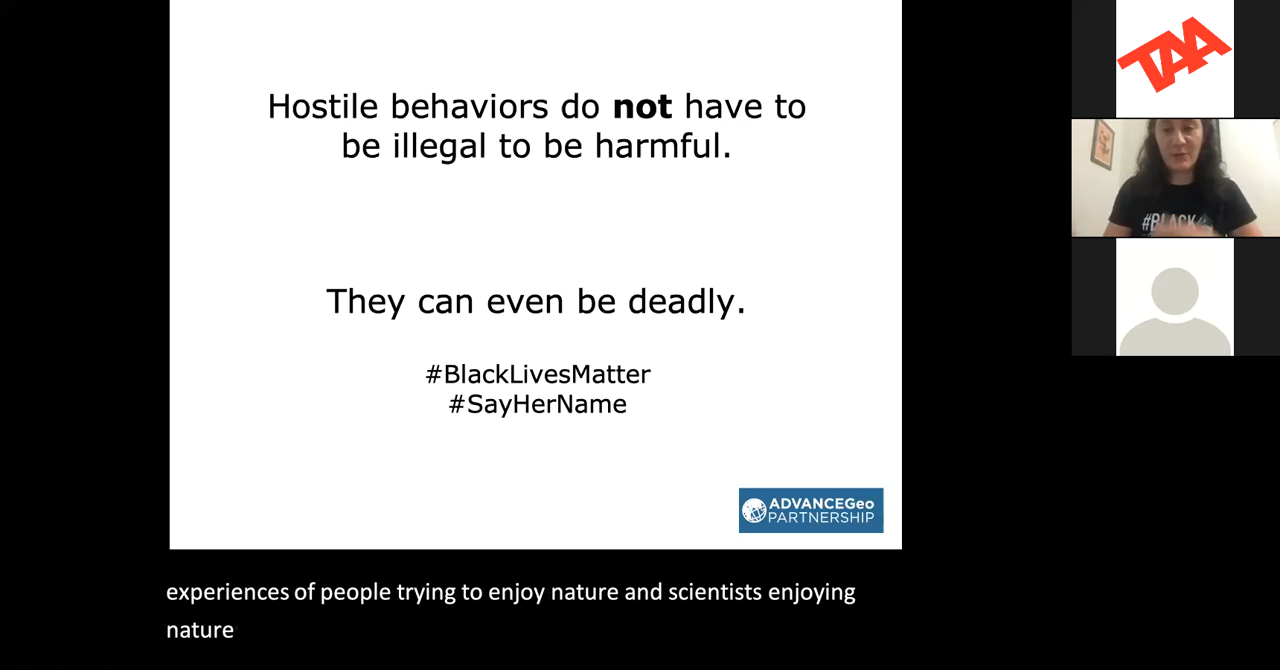 Hostile behaviors do not have to
be illegal to be harmful.
They can even be deadly.
#BlackLivesMatter
#SayHerName
ADVANCEGeo
PARTNERSHIP
experiences of people trying to enjoy nature and scientists enjoying
nature
TAA
#BLACK